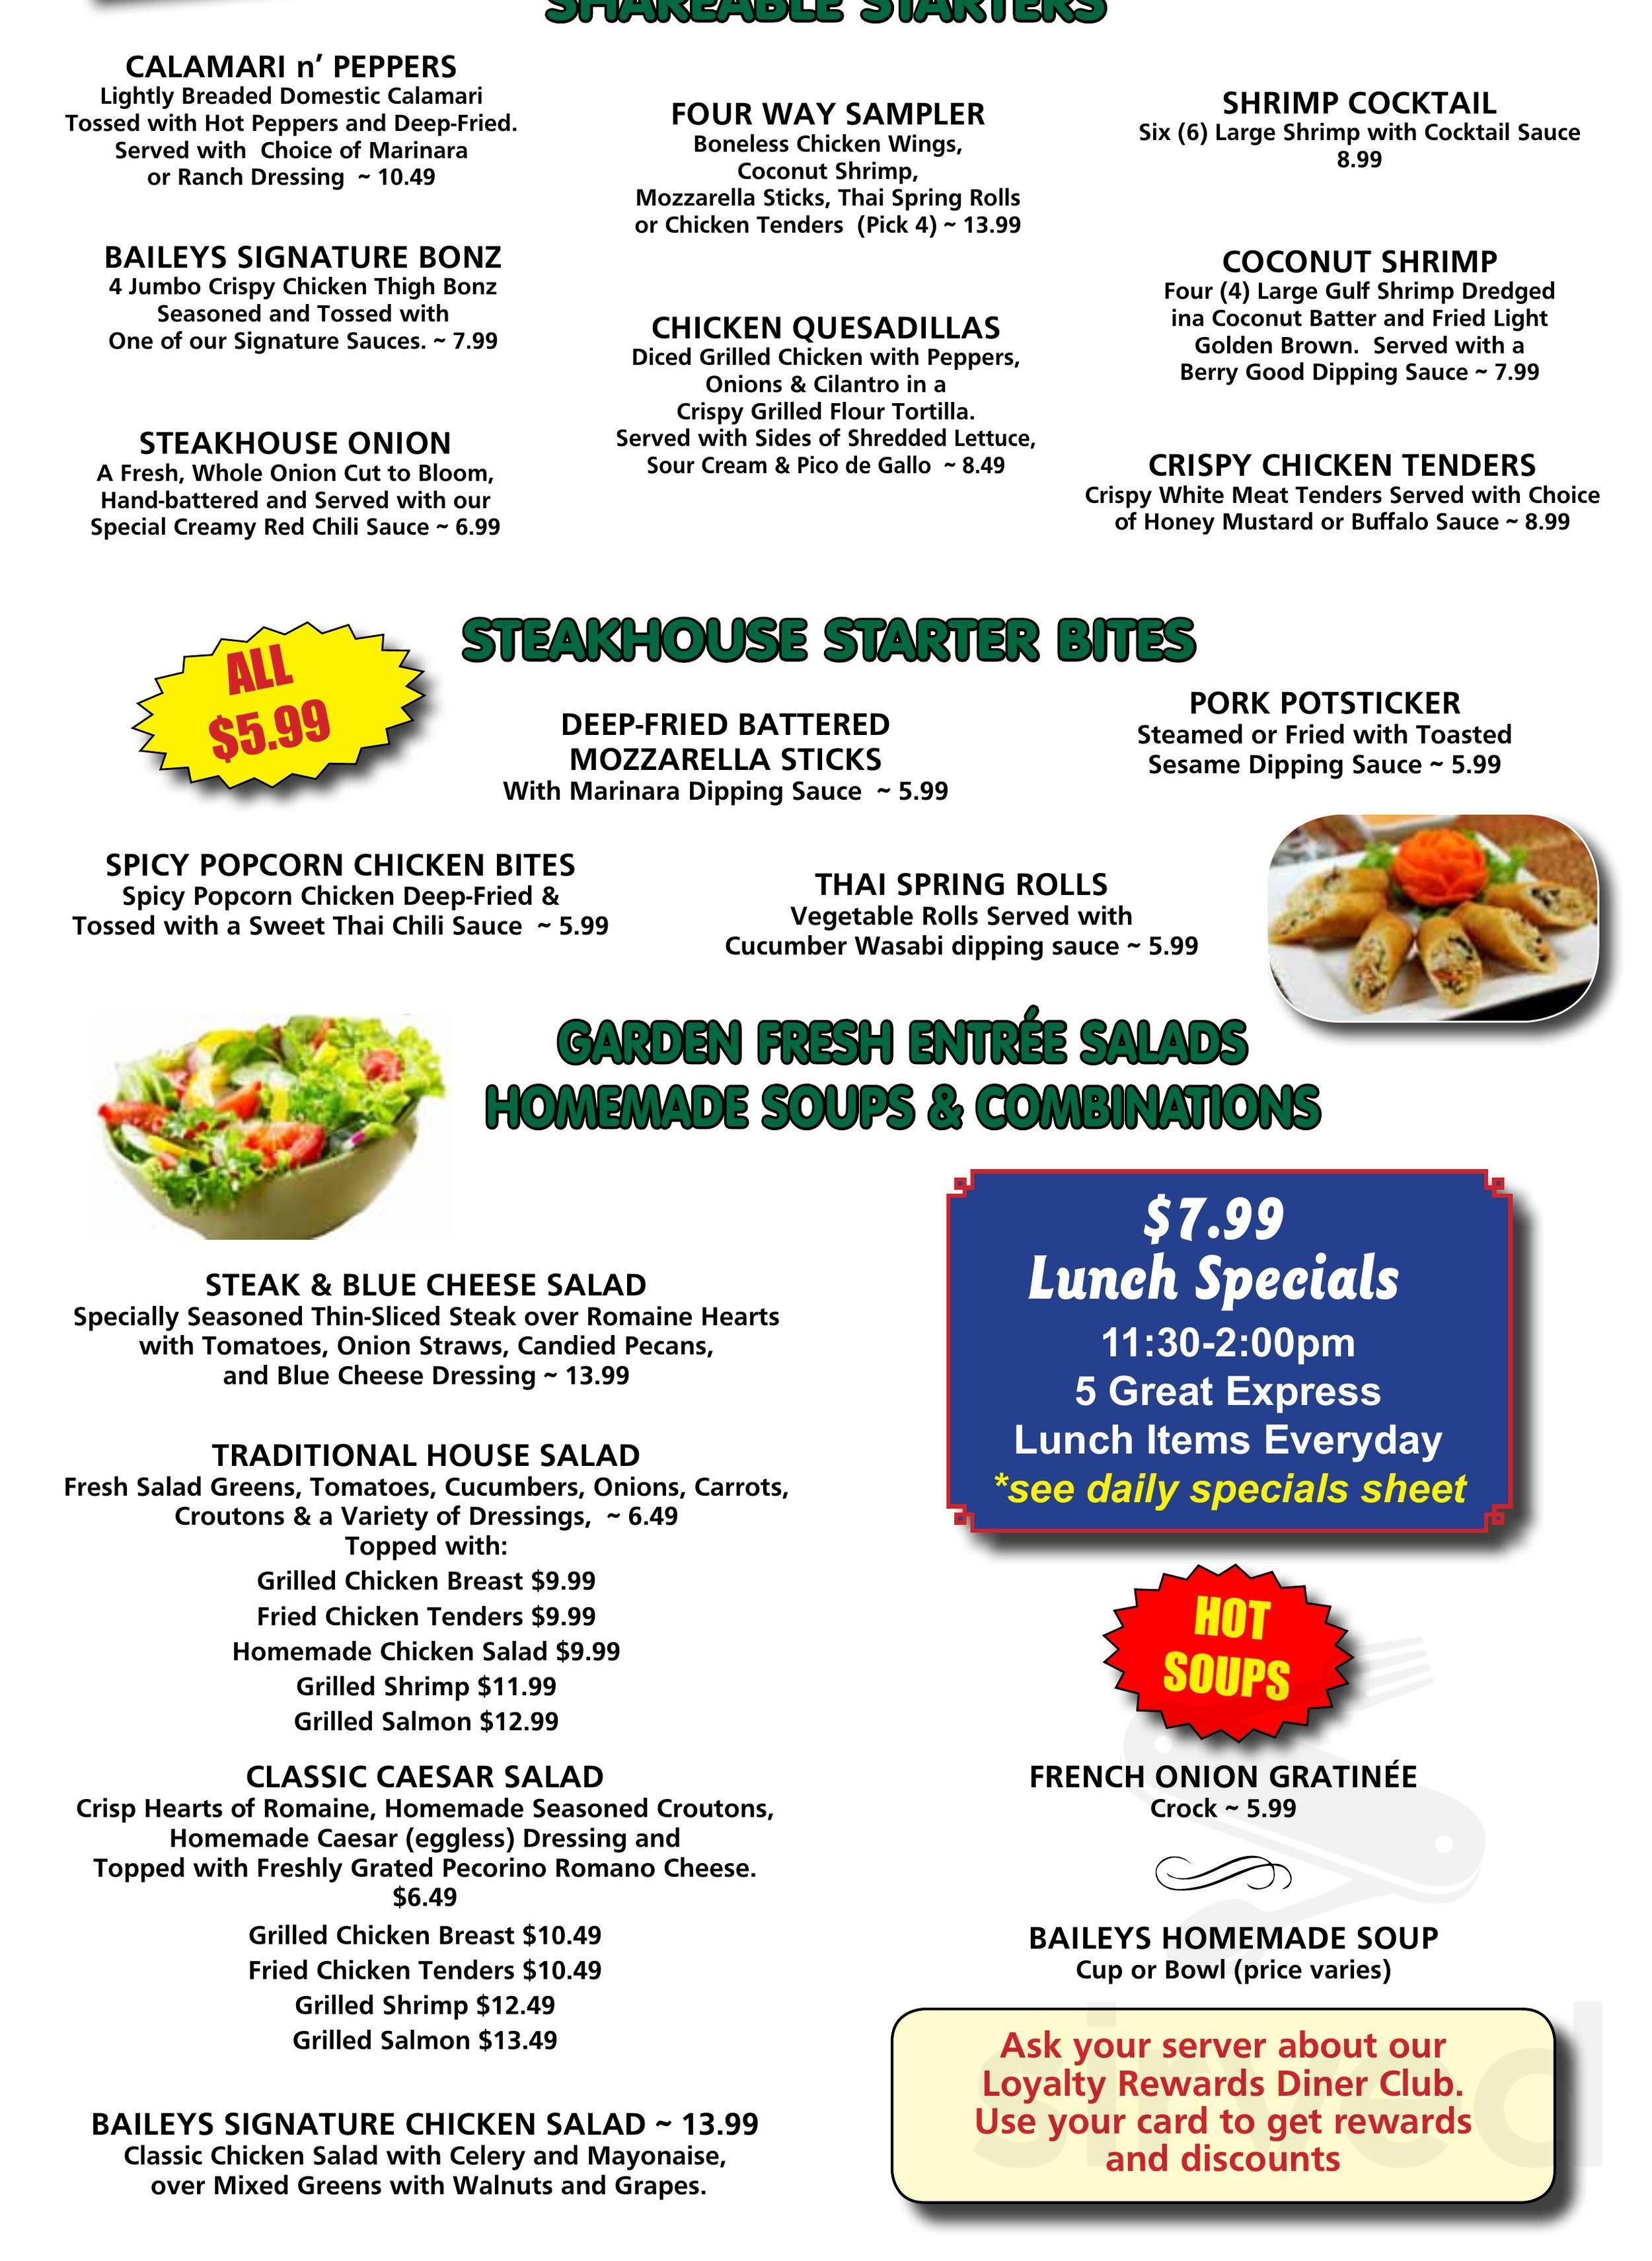 SHAREABLE STARTERS
CALAMARI n’ PEPPERS
Lightly Breaded Domestic Calamari
Tossed with Hot Peppers and Deep-Fried.
Served with Choice of Marinara
or Ranch Dressing ~ 10.49
BAILEYS SIGNATURE BONZ
4 Jumbo Crispy Chicken Thigh Bonz
Seasoned and Tossed with
One of our Signature Sauces. ~ 7.99
STEAKHOUSE ONION
A Fresh, Whole Onion Cut to Bloom,
Hand-battered and Served with our
Special Creamy Red Chili Sauce ~ 6.99
FOUR WAY SAMPLER
Boneless Chicken Wings,
Coconut Shrimp,
Mozzarella Sticks, Thai Spring Rolls
or Chicken Tenders (Pick 4) ~ 13.99
CHICKEN QUESADILLAS
Diced Grilled Chicken with Peppers,
Onions & Cilantro in a
Crispy Grilled Flour Tortilla.
Served with Sides of Shredded Lettuce,
Sour Cream & Pico de Gallo ~ 8.49
SHRIMP COCKTAIL
Six (6) Large Shrimp with Cocktail Sauce
8.99
COCONUT SHRIMP
Four (4) Large Gulf Shrimp Dredged
ina Coconut Batter and Fried Light
Golden Brown. Served with a
Berry Good Dipping Sauce ~ 7.99
CRISPY CHICKEN TENDERS
Crispy White Meat Tenders Served with Choice
of Honey Mustard or Buffalo Sauce ~ 8.99
ALL
$5.99
STEAKHOUSE STARTER BITES
DEEP-FRIED BATTERED
MOZZARELLA STICKS
With Marinara Dipping Sauce ~ 5.99
PORK POTSTICKER
Steamed or Fried with Toasted
Sesame Dipping Sauce ~ 5.99
SPICY POPCORN CHICKEN BITES
Spicy Popcorn Chicken Deep-Fried &
Tossed with a Sweet Thai Chili Sauce ~ 5.99
THAI SPRING ROLLS
Vegetable Rolls Served with
Cucumber Wasabi dipping sauce ~ 5.99
GARDEN FRESH ENTRÉE SALADS
HOMEMADE SOUPS & COMBINATIONS
STEAK & BLUE CHEESE SALAD
Specially Seasoned Thin-Sliced Steak over Romaine Hearts
with Tomatoes, Onion Straws, Candied Pecans,
and Blue Cheese Dressing ~ 13.99
TRADITIONAL HOUSE SALAD
Fresh Salad Greens, Tomatoes, Cucumbers, Onions, Carrots,
Croutons & a Variety of Dressings, ~ 6.49
Topped with:
Grilled Chicken Breast $9.99
Fried Chicken Tenders $9.99
Homemade Chicken Salad $9.99
Grilled Shrimp $11.99
Grilled Salmon $12.99
CLASSIC CAESAR SALAD
Crisp Hearts of Romaine, Homemade Seasoned Croutons,
Homemade Caesar (eggless) Dressing and
Topped with Freshly Grated Pecorino Romano Cheese.
$6.49
Grilled Chicken Breast $10.49
Fried Chicken Tenders $10.49
Grilled Shrimp $12.49
Grilled Salmon $13.49
BAILEYS SIGNATURE CHICKEN SALAD ~ 13.99
Classic Chicken Salad with Celery and Mayonaise,
over Mixed Greens with Walnuts and Grapes.
$7.99
Lunch Specials
11:30-2:00pm
5 Great Express
Lunch Items Everyday
*see daily specials sheet
HOT
SOUPS
FRENCH ONION GRATINÉE
Crock ~ 5.99
BAILEYS HOMEMADE SOUP
Cup or Bowl (price varies)
Ask your server about our
Loyalty Rewards Diner Club.
Use your card to get rewards
and discounts
sirved